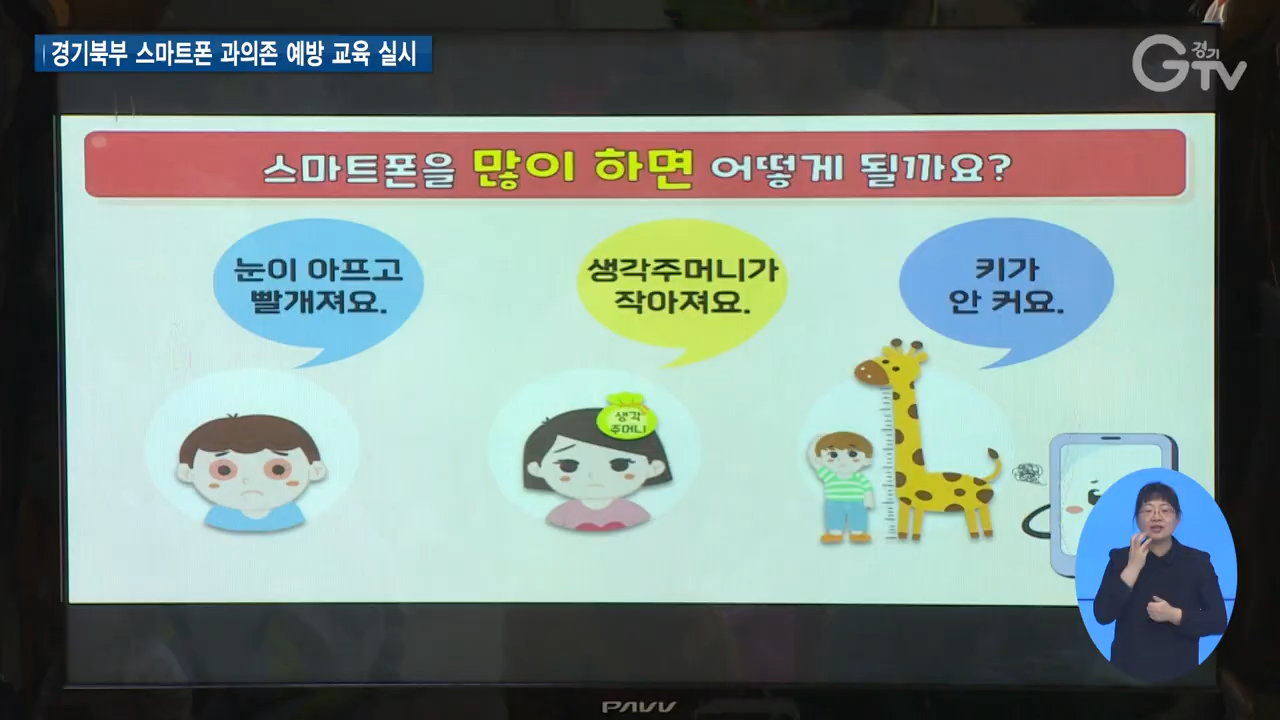 경기북부 스마트폰 과의존 예방 교육 실시
G경기TV
스마트폰을 많이 하면 어떻게 될까요?
눈이 아프고
빨개져요.
생각주머니가
작아져요.
키가
안 커요.
생각
주머니
PAVV